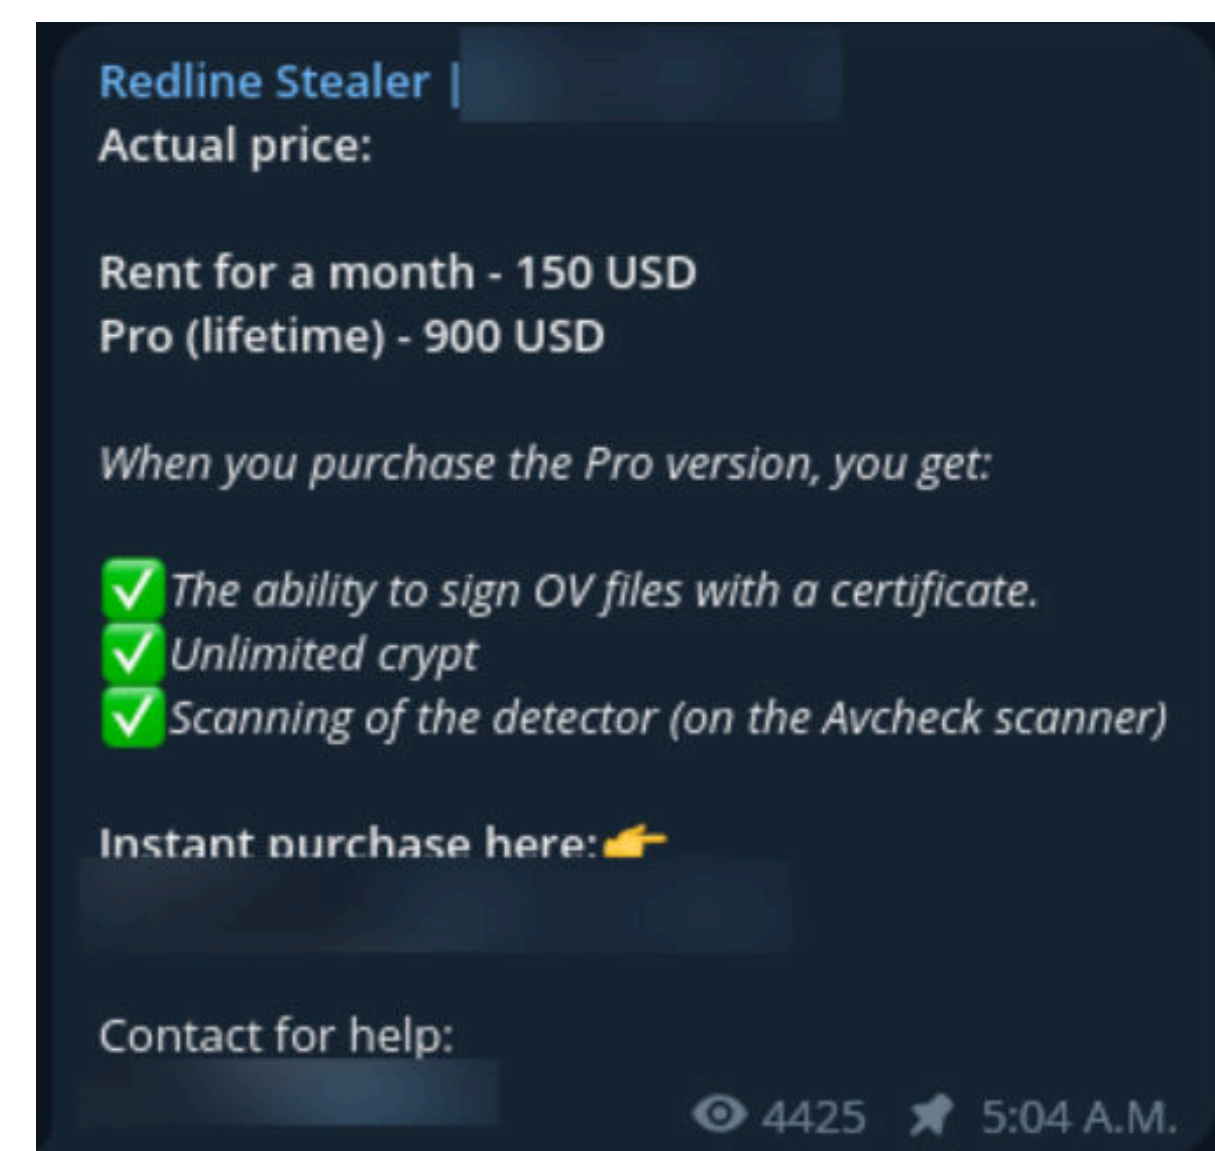 Redline Stealer |
Actual price:
Rent for a month - 150 USD
Pro (lifetime) - 900 USD
When you purchase the Pro version, you get:
✅The ability to sign OV files with a certificate.
✅Unlimited crypt
✅Scanning of the detector (on the Avcheck scanner)
Instant purchase here:👉
Contact for help:
4425 5:04 A.M.